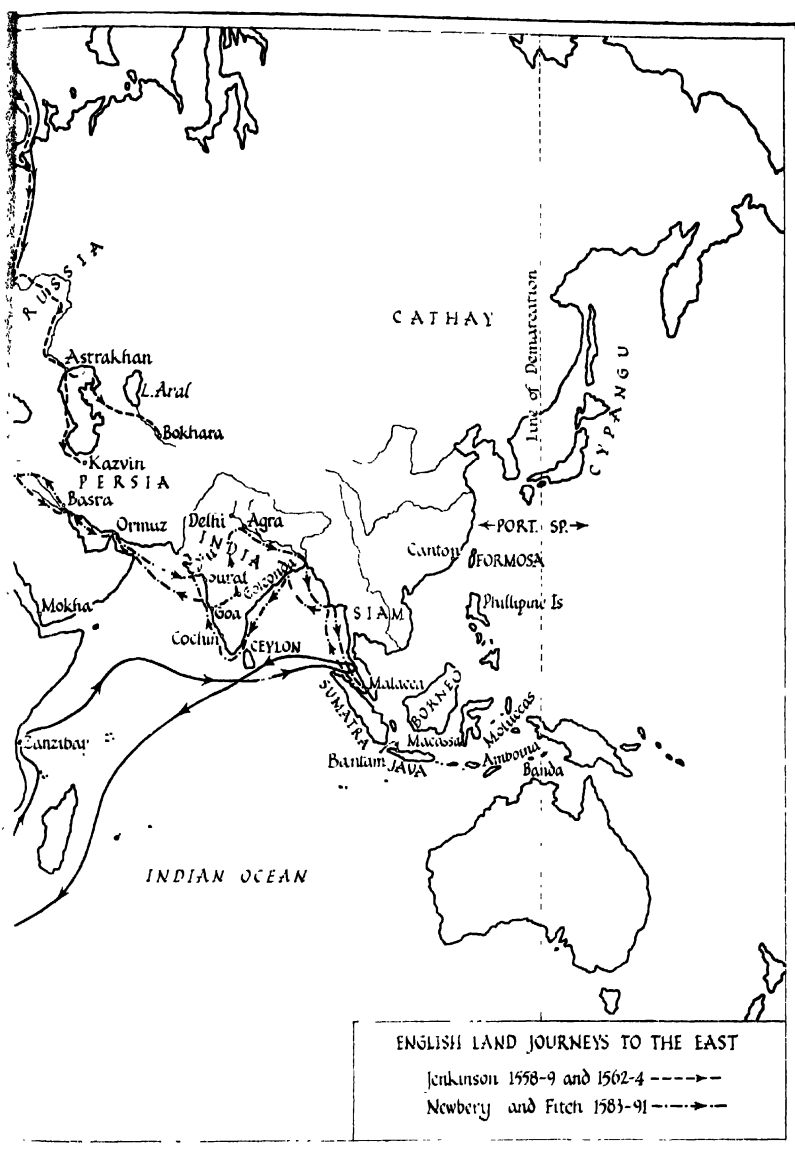 RUSSIA
CATHAY
Line of Demarcation
CYPANGU
Astrakhan
L. Aral
Bokhara
Kazvin
PERSIA
Basra
Ormuz
Delhi
Agra
INDIA
PORT. SP.
Canton
FORMOSA
Golconda
Goa
SIAM
Phillipine Is
Mokha
Cochin
CEYLON
Malacca
BORNEO
SUMATRA
Moluccas
Macassar
Amboina
Zanzibar
Bantam
JAVA
Banda
INDIAN OCEAN
ENGLISH LAND JOURNEYS TO THE EAST
Jenkinson 1558-9 and 1562-4
Newbery and Fitch 1583-91